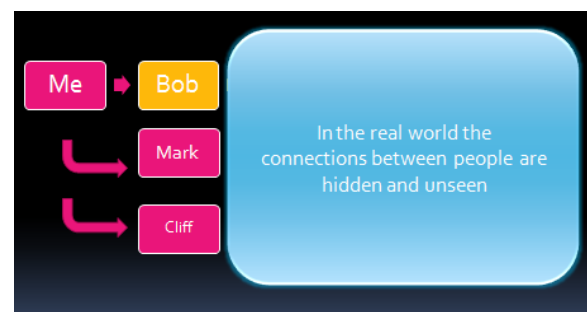 Me
Bob
Mark
Cliff
In the real world the
connections between people are
hidden and unseen